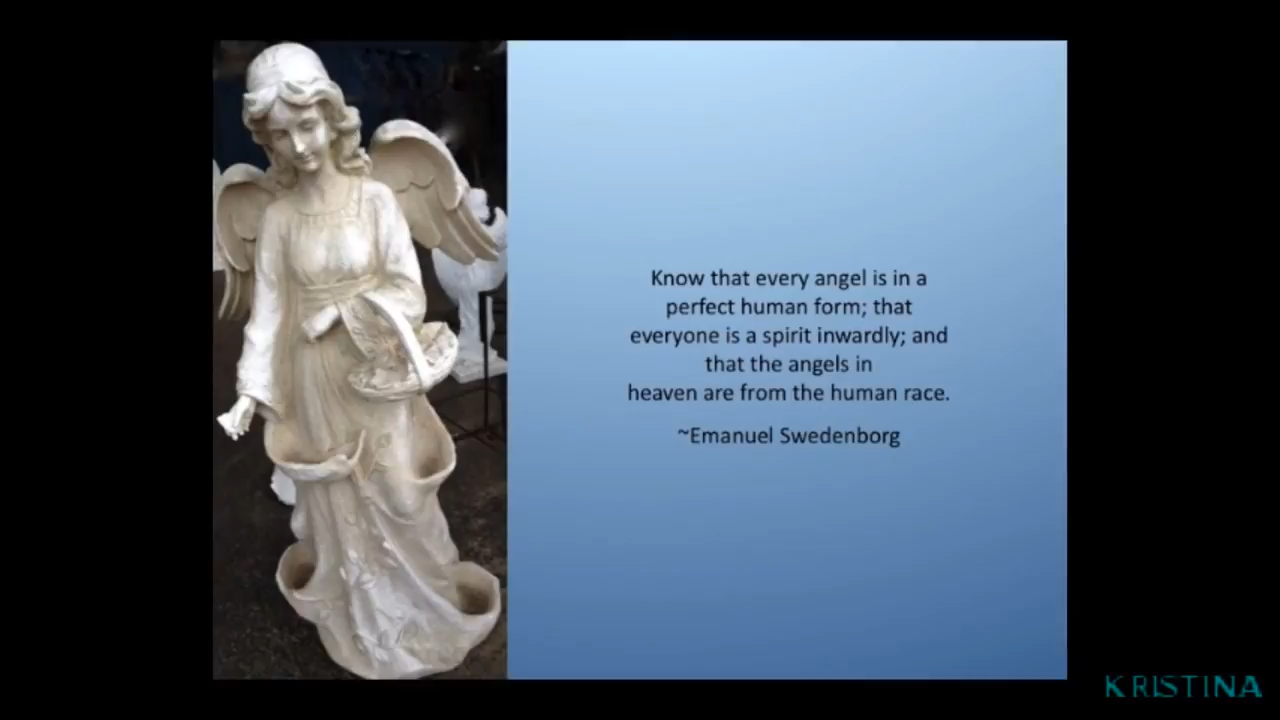 Know that every angel is in a
perfect human form; that
everyone is a spirit inwardly; and
that the angels in
heaven are from the human race.
~Emanuel Swedenborg
KRISTINA